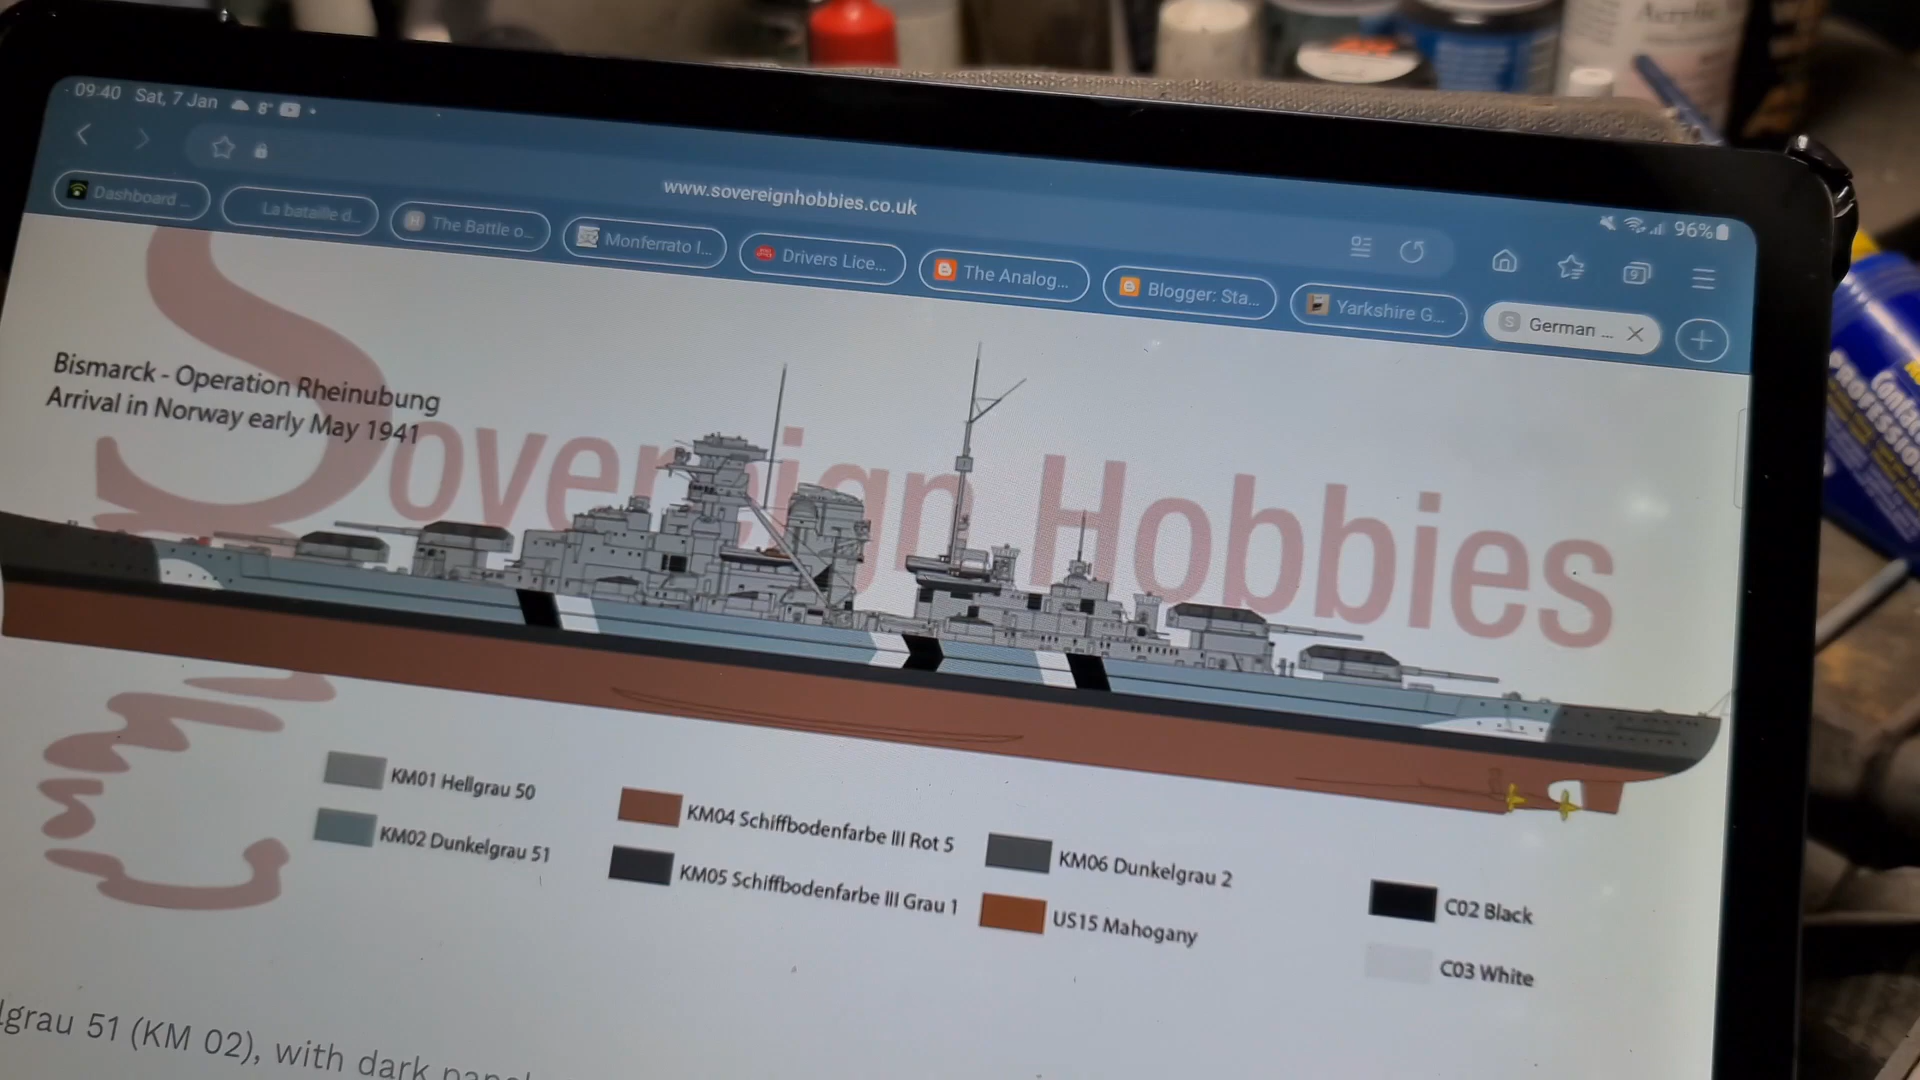 09:40 Sat, 7 Jan 8°
96%
www.sovereignhobbies.co.uk
9
Dashboard ...
La bataille d...
The Battle o...
Monferrato I...
Drivers Lice...
The Analog...
Blogger: Sta...
Yarkshire G...
S German ...
Bismarck - Operation Rheinubung
Arrival in Norway early May 1941
Sovereign Hobbies
KM01 Hellgrau 50
KM02 Dunkelgrau 51
KM04 Schiffbodenfarbe III Rot 5
KM05 Schiffbodenfarbe III Grau 1
KM06 Dunkelgrau 2
US15 Mahogany
C02 Black
C03 White
lgrau 51 (KM 02), with dark
Acrylic
PROFESSIO